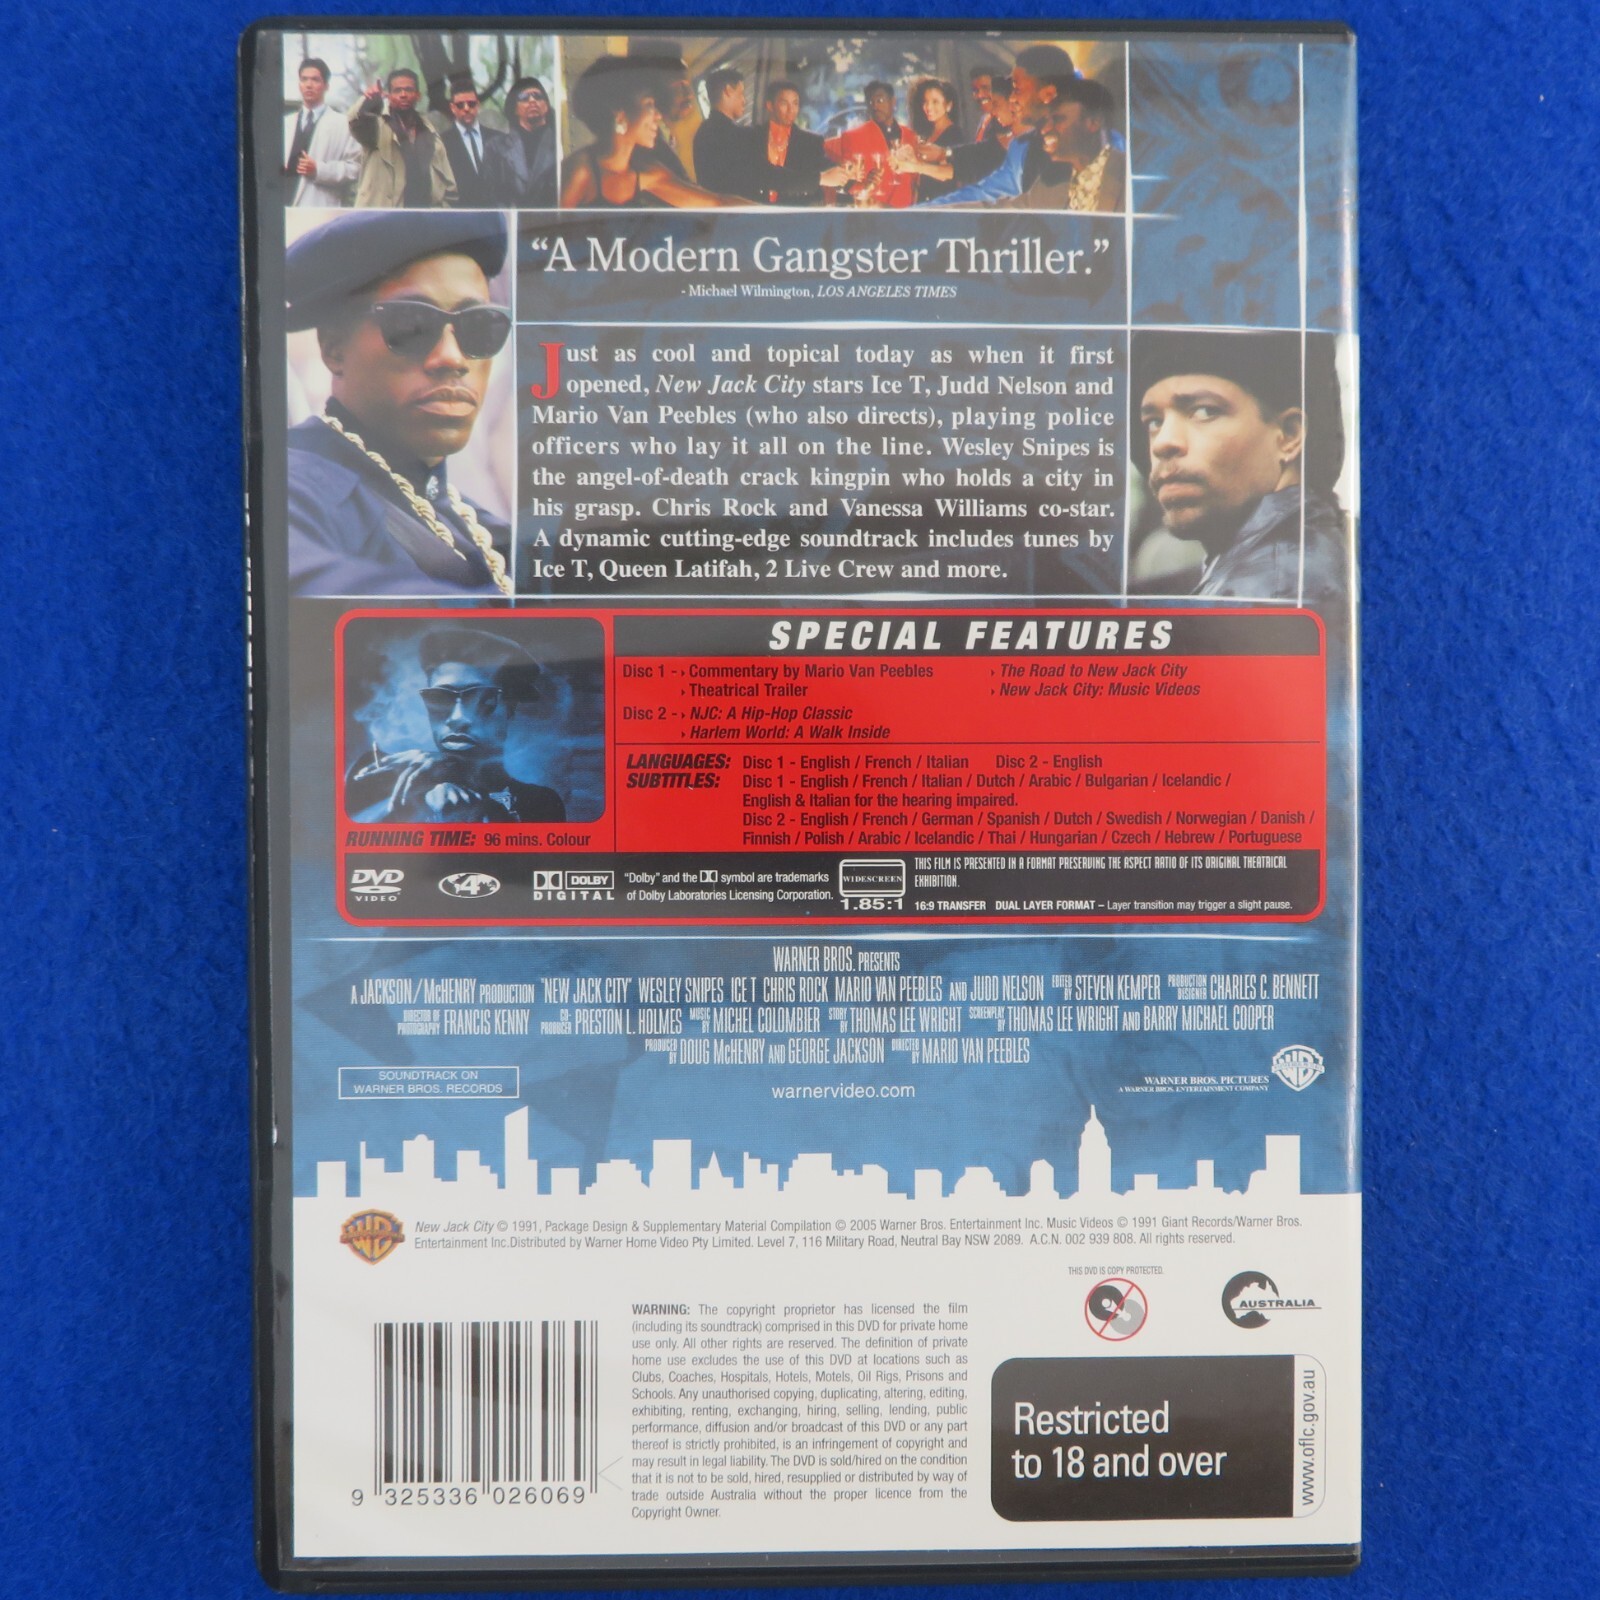 “A Modern Gangster Thriller.”
- Michael Wilmington, LOS ANGELES TIMES
Just as cool and topical today as when it first
opened, New Jack City stars Ice T, Judd Nelson and
Mario Van Peebles (who also directs), playing police
officers who lay it all on the line. Wesley Snipes is
the angel-of-death crack kingpin who holds a city in
his grasp. Chris Rock and Vanessa Williams co-star.
A dynamic cutting-edge soundtrack includes tunes by
Ice T, Queen Latifah, 2 Live Crew and more.
SPECIAL FEATURES
Disc 1 - › Commentary by Mario Van Peebles › The Road to New Jack City
› Theatrical Trailer › New Jack City: Music Videos
Disc 2 - › NJC: A Hip-Hop Classic
› Harlem World: A Walk Inside
LANGUAGES: Disc 1 - English / French / Italian Disc 2 - English
SUBTITLES: Disc 1 - English / French / Italian / Dutch / Arabic / Bulgarian / Icelandic /
English & Italian for the hearing impaired.
Disc 2 - English / French / German / Spanish / Dutch / Swedish / Norwegian / Danish /
Finnish / Polish / Arabic / Icelandic / Thai / Hungarian / Czech / Hebrew / Portuguese
RUNNING TIME: 96 mins. Colour
DVD VIDEO
4
DOLBY DIGITAL
“Dolby” and the symbol are trademarks
of Dolby Laboratories Licensing Corporation.
WIDESCREEN
1.85:1
THIS FILM IS PRESENTED IN A FORMAT PRESERVING THE ASPECT RATIO OF ITS ORIGINAL THEATRICAL
EXHIBITION.
16:9 TRANSFER DUAL LAYER FORMAT – Layer transition may trigger a slight pause.
WARNER BROS. PRESENTS
A JACKSON/McHENRY PRODUCTION "NEW JACK CITY" WESLEY SNIPES ICE T CHRIS ROCK MARIO VAN PEEBLES AND JUDD NELSON EDITED BY STEVEN KEMPER PRODUCTION DESIGNER CHARLES C. BENNETT
DIRECTOR OF PHOTOGRAPHY FRANCIS KENNY CO-PRODUCER PRESTON L. HOLMES MUSIC BY MICHEL COLOMBIER STORY BY THOMAS LEE WRIGHT SCREENPLAY BY THOMAS LEE WRIGHT AND BARRY MICHAEL COOPER
PRODUCED BY DOUG McHENRY AND GEORGE JACKSON DIRECTED BY MARIO VAN PEEBLES
SOUNDTRACK ON
WARNER BROS. RECORDS
warnervideo.com
WARNER BROS. PICTURES
A WARNER BROS. ENTERTAINMENT COMPANY
New Jack City © 1991, Package Design & Supplementary Material Compilation © 2005 Warner Bros. Entertainment Inc. Music Videos © 1991 Giant Records/Warner Bros.
Entertainment Inc.Distributed by Warner Home Video Pty Limited. Level 7, 116 Military Road, Neutral Bay NSW 2089. A.C.N. 002 939 808. All rights reserved.
THIS DVD IS COPY PROTECTED.
AUSTRALIA
WARNING: The copyright proprietor has licensed the film
(including its soundtrack) comprised in this DVD for private home
use only. All other rights are reserved. The definition of private
home use excludes the use of this DVD at locations such as
Clubs, Coaches, Hospitals, Hotels, Motels, Oil Rigs, Prisons and
Schools. Any unauthorised copying, duplicating, altering, editing,
exhibiting, renting, exchanging, hiring, selling, lending, public
performance, diffusion and/or broadcast of this DVD or any part
thereof is strictly prohibited, is an infringement of copyright and
may result in legal liability. The DVD is sold/hired on the condition
that it is not to be sold, hired, resupplied or distributed by way of
trade outside Australia without the proper licence from the
Copyright Owner.
9 325336 026069
Restricted
to 18 and over
www.oflc.gov.au